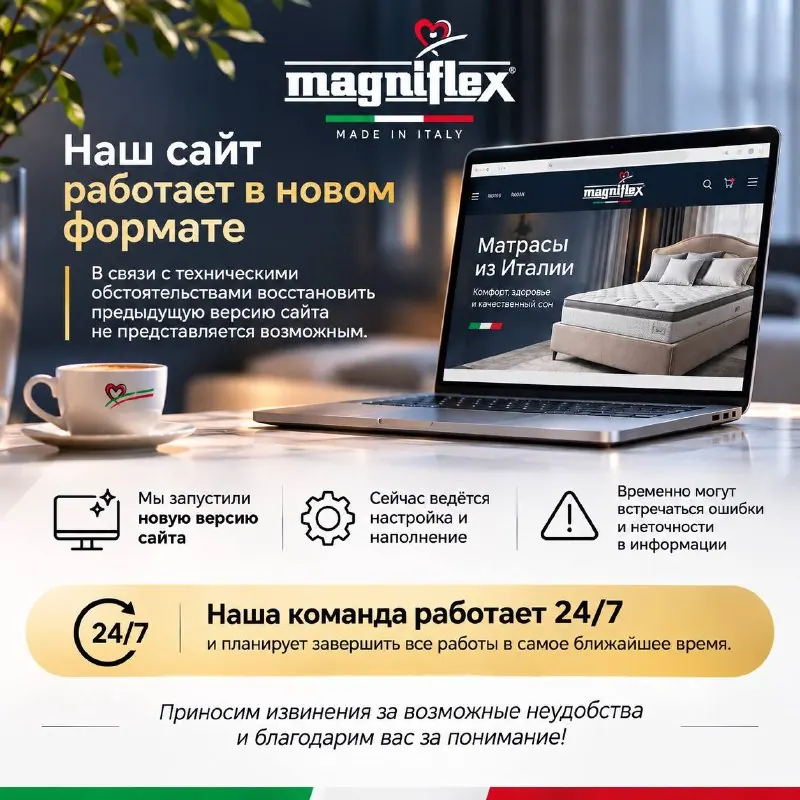 magniflex®
MADE IN ITALY
Наш сайт
работает в новом
формате
В связи с техническими
обстоятельствами восстановить
предыдущую версию сайта
не представляется возможным.
magniflex
Матрасы
из Италии
Комфорт, здоровье
и качественный сон
Мы запустили
новую версию
сайта
Сейчас ведётся
настройка и
наполнение
Временно могут
встречаться ошибки
и неточности
в информации
24/7
Наша команда работает 24/7
и планирует завершить все работы в самое ближайшее время.
Приносим извинения за возможные неудобства
и благодарим вас за понимание!